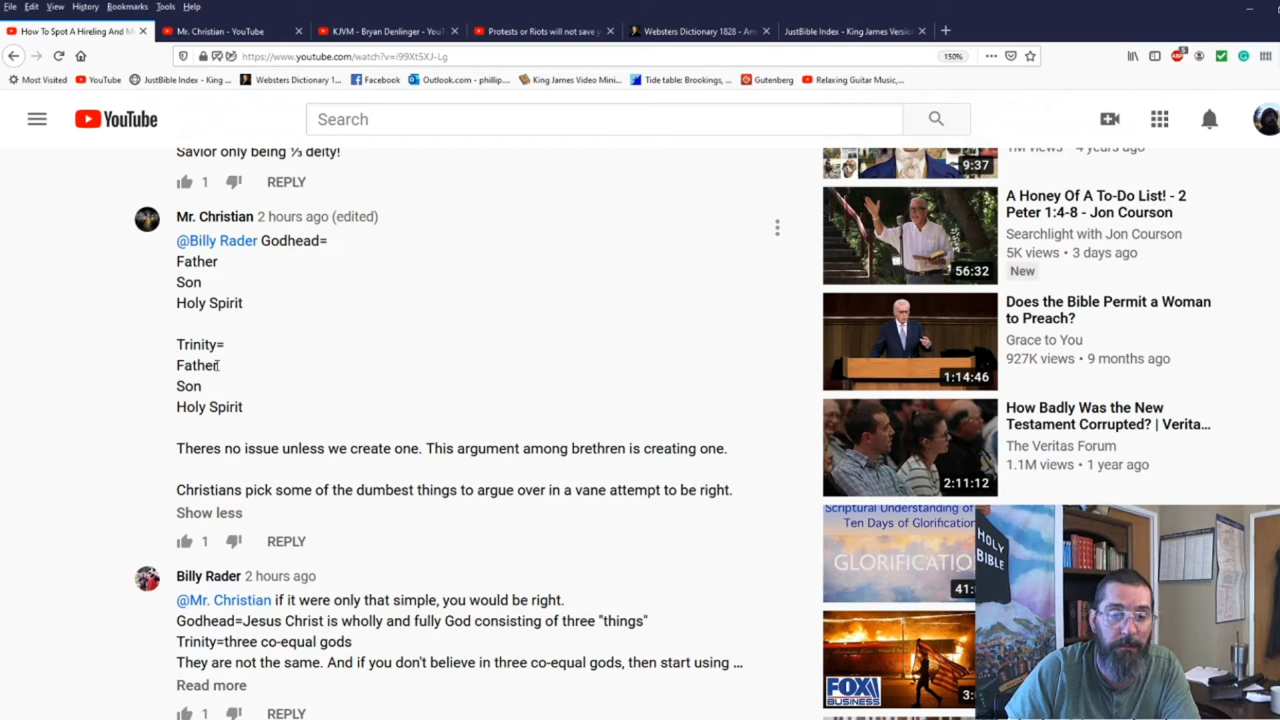 File Edit View History Bookmarks Tools Help
How To Spot A Hireling And M
Mr. Christian - YouTube
KJVM - Bryan Denlinger - You
Protests or Riots will not save y
Websters Dictionary 1828 - Am
JustBible Index - King James Versio
https://www.youtube.com/watch?v=i99Xt5XJ-Lg
150%
Most Visited
YouTube
JustBible Index - King ...
Websters Dictionary 1...
Facebook
Outlook.com - phillip....
King James Video Mini...
Tide table: Brookings, ...
Gutenberg
Relaxing Guitar Music,...
YouTube
Search
Savior only being ⅓ deity!
1 REPLY
Mr. Christian 2 hours ago (edited)
@Billy Rader Godhead=
Father
Son
Holy Spirit
Trinity=
Father
Son
Holy Spirit
Theres no issue unless we create one. This argument among brethren is creating one.
Christians pick some of the dumbest things to argue over in a vane attempt to be right.
Show less
1 REPLY
Billy Rader 2 hours ago
@Mr. Christian if it were only that simple, you would be right.
Godhead=Jesus Christ is wholly and fully God consisting of three "things"
Trinity=three co-equal gods
They are not the same. And if you don't believe in three co-equal gods, then start using ...
Read more
1 REPLY
9:37
1M views • 4 years ago
56:32
A Honey Of A To-Do List! - 2
Peter 1:4-8 - Jon Courson
Searchlight with Jon Courson
5K views • 3 days ago
New
1:14:46
Does the Bible Permit a Woman
to Preach?
Grace to You
927K views • 9 months ago
2:11:12
How Badly Was the New
Testament Corrupted? | Verita...
The Veritas Forum
1.1M views • 1 year ago
Scriptural Understanding of
Ten Days of Glorification
GLORIFICATIO
41:
FOX
BUSINESS
3:
HOLY
BIBLE